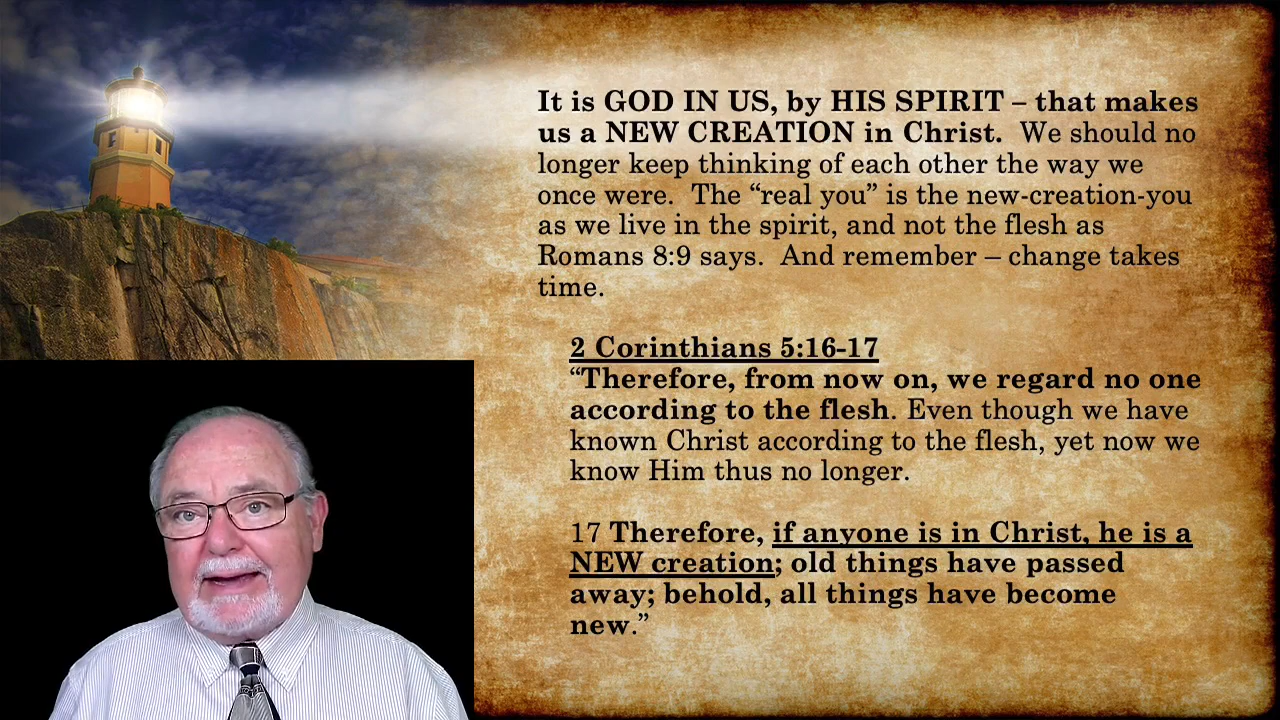 It is GOD IN US, by HIS SPIRIT – that makes
us a NEW CREATION in Christ.  We should no
longer keep thinking of each other the way we
once were.  The “real you” is the new-creation-you
as we live in the spirit, and not the flesh as
Romans 8:9 says.  And remember – change takes
time.
2 Corinthians 5:16-17
“Therefore, from now on, we regard no one
according to the flesh. Even though we have
known Christ according to the flesh, yet now we
know Him thus no longer.
17 Therefore, if anyone is in Christ, he is a
NEW creation; old things have passed
away; behold, all things have become
new.”